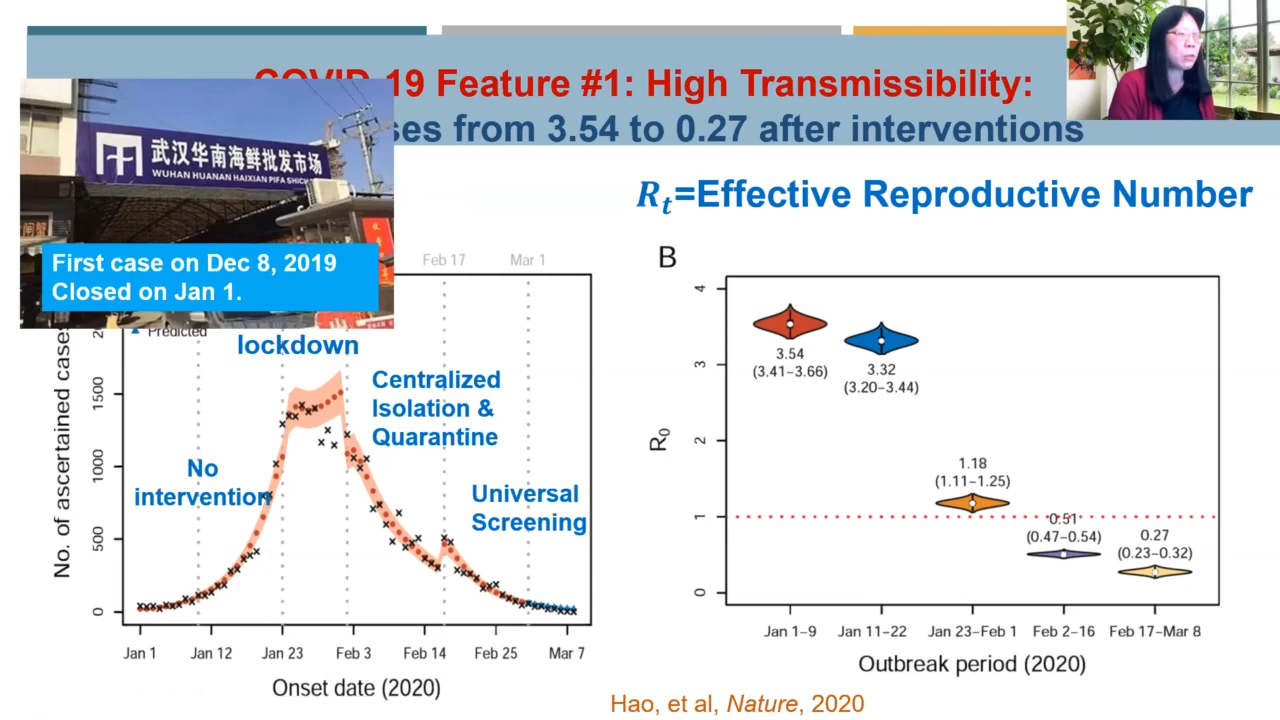 19 Feature #1: High Transmissibility:
from 3.54 to 0.27 after interventions
武汉华南海鲜批发市场
WUHAN HUANAN HAIXIAN PIFA
First case on Dec 8, 2019
Closed on Jan 1.
R_t=Effective Reproductive Number
Feb 17
Mar 1
Predicted
lockdown
Centralized
Isolation &
Quarantine
No
intervention
Universal
Screening
No. of ascertained cases
1500
1000
500
0
Jan 1
Jan 12
Jan 23
Feb 3
Feb 14
Feb 25
Mar 7
Onset date (2020)
B
R0
4
3
2
1
0
3.54
(3.41–3.66)
3.32
(3.20–3.44)
1.18
(1.11–1.25)
0.51
(0.47–0.54)
0.27
(0.23–0.32)
Jan 1–9
Jan 11–22
Jan 23–Feb 1
Feb 2–16
Feb 17–Mar 8
Outbreak period (2020)
Hao, et al, Nature, 2020